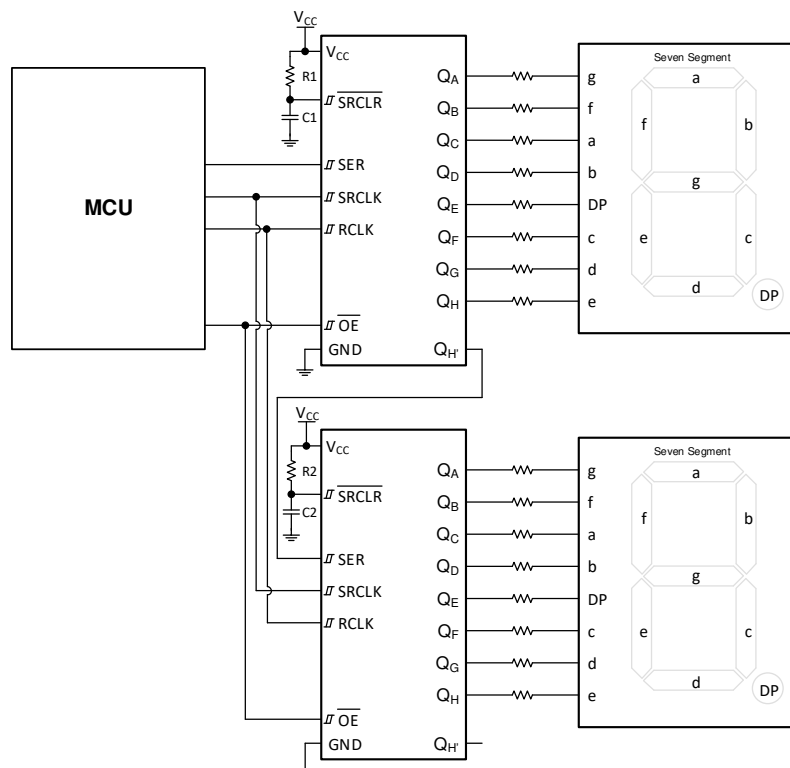 VCC
VCC
R1
SRCLR
C1
SER
SRCLK
RCLK
OE
GND
QA
QB
QC
QD
QE
QF
QG
QH
QH'
MCU
Seven Segment
g
f
a
b
DP
c
d
e
a
f
b
g
e
c
d
DP
VCC
VCC
R2
SRCLR
C2
SER
SRCLK
RCLK
OE
GND
QA
QB
QC
QD
QE
QF
QG
QH
QH'
Seven Segment
g
f
a
b
DP
c
d
e
a
f
b
g
e
c
d
DP